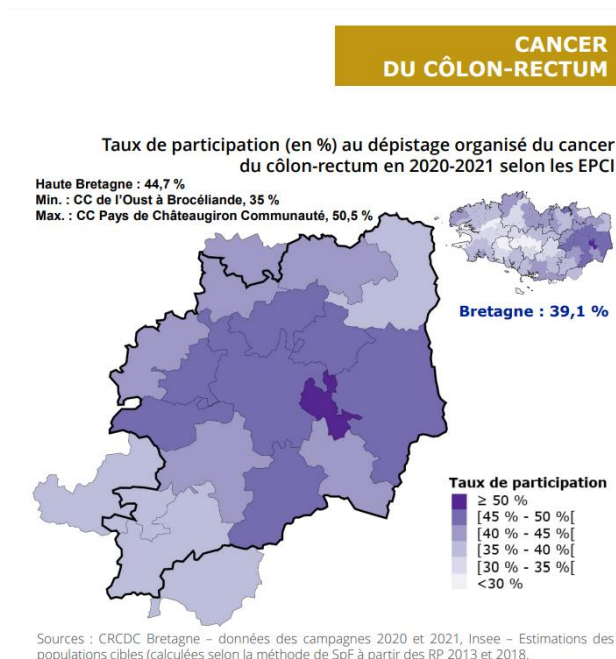 CANCER
DU CÔLON-RECTUM
Taux de participation (en %) au dépistage organisé du cancer
du côlon-rectum en 2020-2021 selon les EPCI
Haute Bretagne : 44,7 %
Min. : CC de l'Oust à Brocéliande, 35 %
Max. : CC Pays de Châteaugiron Communauté, 50,5 %
Bretagne : 39,1 %
Taux de participation
≥ 50 %
[45 % - 50 %[
[40 % - 45 %[
[35 % - 40 %[
[30 % - 35 %[
<30 %
Sources : CRCDC Bretagne – données des campagnes 2020 et 2021, Insee – Estimations des
populations cibles (calculées selon la méthode de SpF à partir des RP 2013 et 2018.